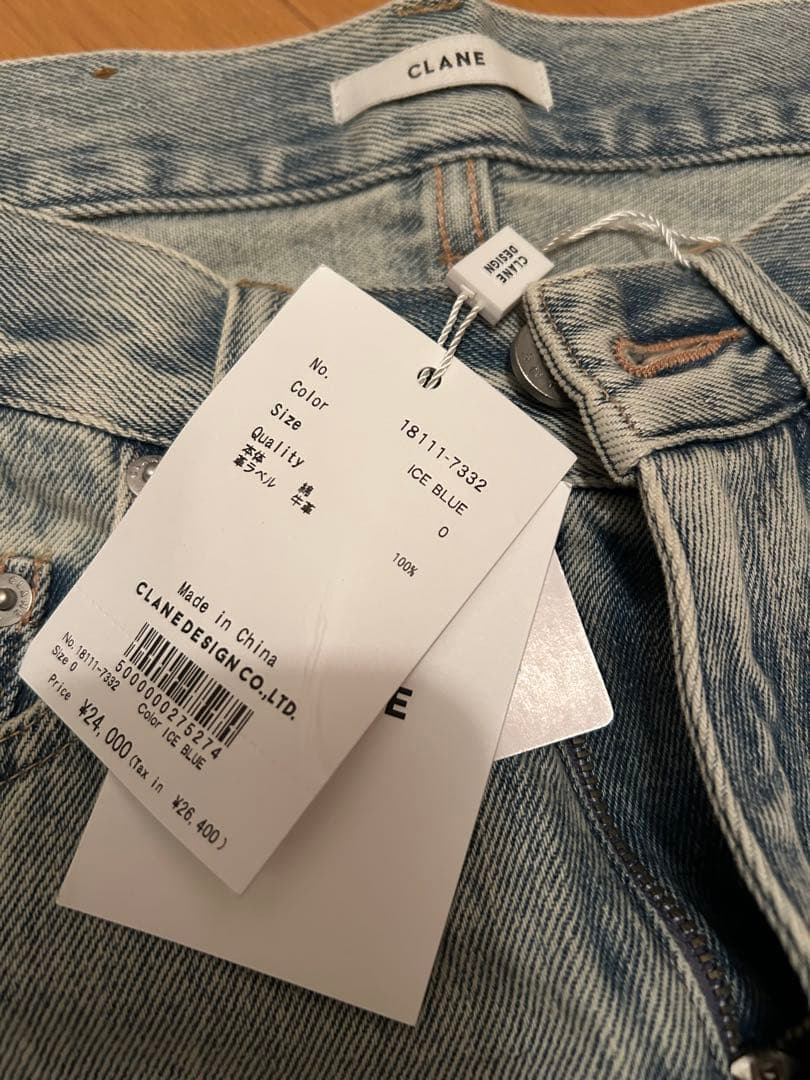 CLANE
CLANE
DESIGN
No. 18111-7332
Color ICE BLUE
Size 0
Quality
本体 綿 100%
革ラベル 牛革
Made in China
CLANE DESIGN CO.,LTD.
5000000275274
No.18111-7332 Color ICE BLUE
Size 0
Price ¥24,000(Tax in ¥26,400)
E